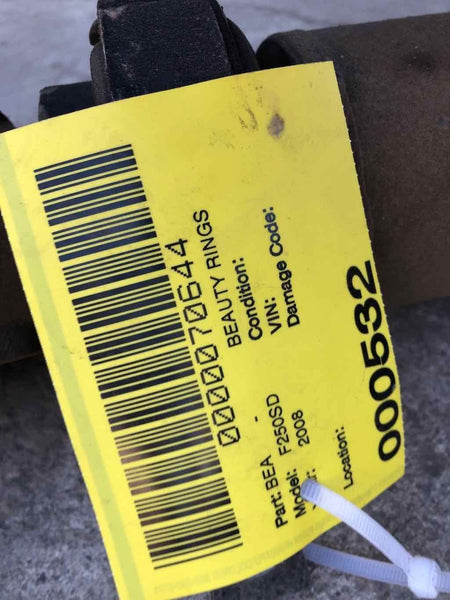 0000070644
BEAUTY RINGS
Condition:
VIN:
Damage Code:
Part: BEA -
Model: F250SD
2008
Location:
000532